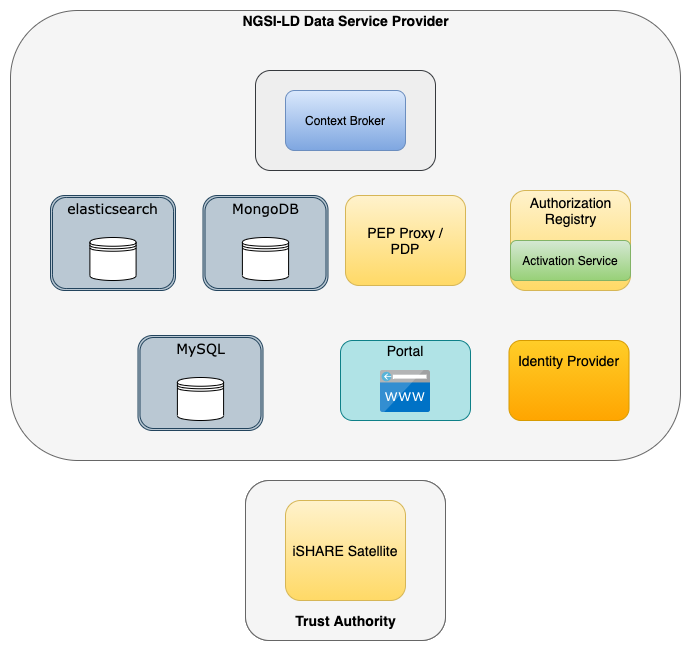 NGSI-LD Data Service Provider
Context Broker
elasticsearch
MongoDB
PEP Proxy /
PDP
Authorization
Registry
Activation Service
MySQL
Portal
WWW
Identity Provider
iSHARE Satellite
Trust Authority